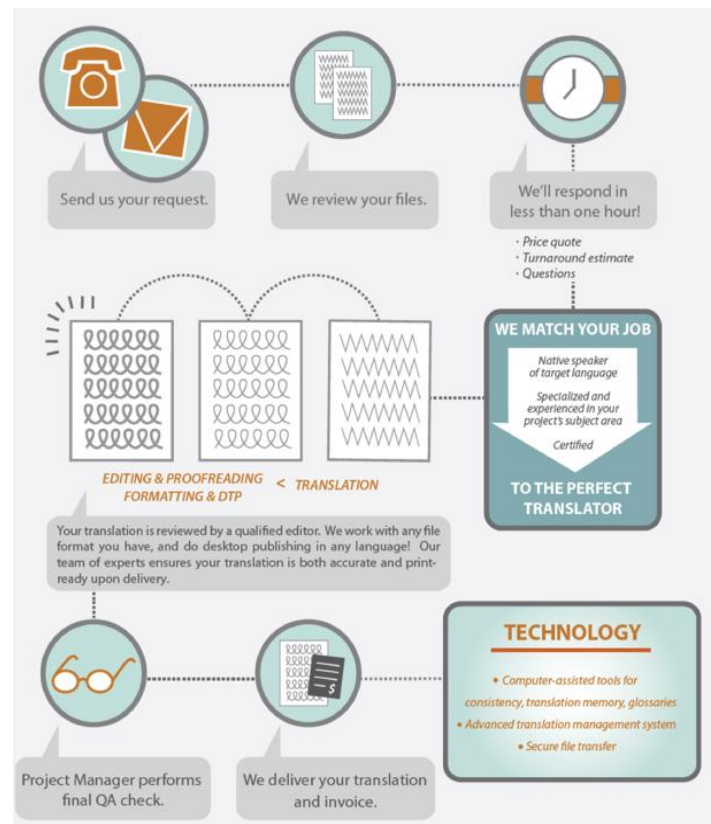 Send us your request.
We review your files.
We'll respond in
less than one hour!
· Price quote
· Turnaround estimate
· Questions
WE MATCH YOUR JOB
Native speaker
of target language
Specialized and
experienced in your
project's subject area
Certified
TO THE PERFECT
TRANSLATOR
EDITING & PROOFREADING
FORMATTING & DTP
< TRANSLATION
Your translation is reviewed by a qualified editor. We work with any file
format you have, and do desktop publishing in any language! Our
team of experts ensures your translation is both accurate and print-
ready upon delivery.
Project Manager performs
final QA check.
$
We deliver your translation
and invoice.
TECHNOLOGY
• Computer-assisted tools for
consistency, translation memory, glossaries
• Advanced translation management system
• Secure file transfer